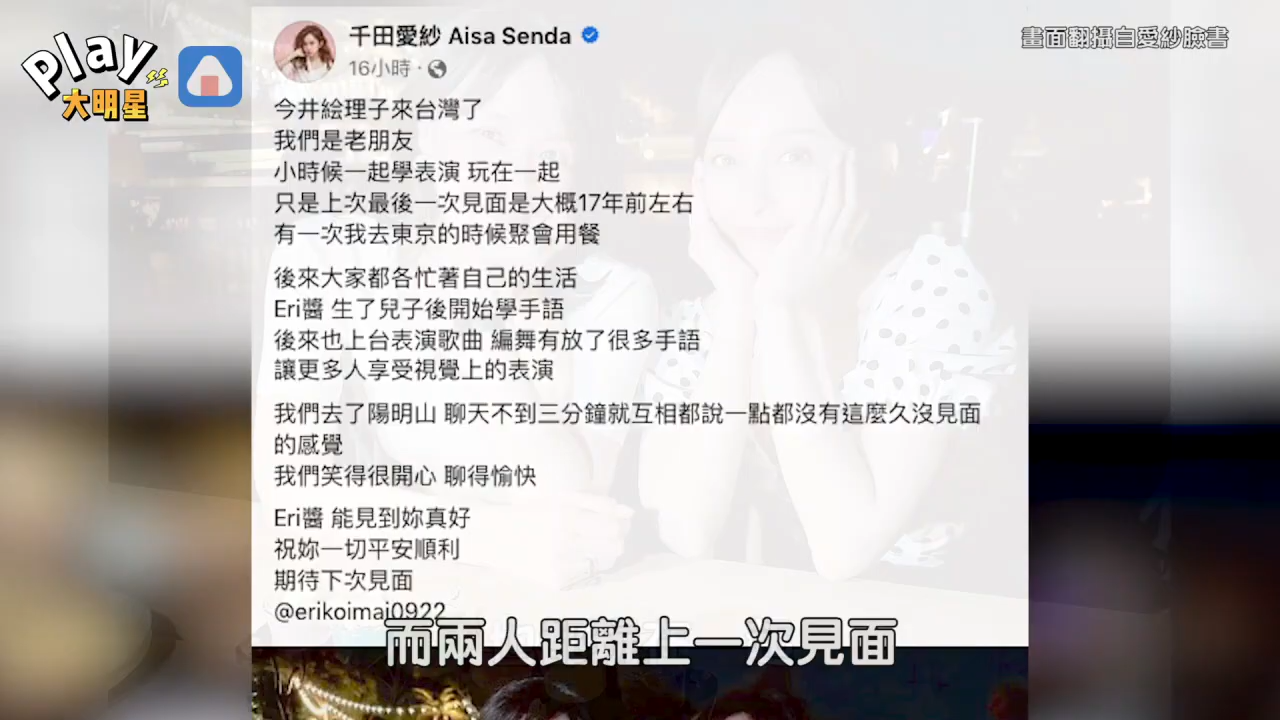 Play
大明星
千田愛紗 Aisa Senda
16小時
畫面翻攝自愛紗臉書
今井絵理子來台灣了
我們是老朋友
小時候一起學表演 玩在一起
只是上次最後一次見面是大概17年前左右
有一次我去東京的時候聚會用餐
後來大家都各忙著自己的生活
Eri醬 生了兒子後開始學手語
後來也上台表演歌曲 編舞有放了很多手語
讓更多人享受視覺上的表演
我們去了陽明山 聊天不到三分鐘就互相都說一點都沒有這麼久沒見面
的感覺
我們笑得很開心 聊得愉快
Eri醬 能見到妳真好
祝妳一切平安順利
期待下次見面
@erikoimai0922
而兩人距離上一次見面